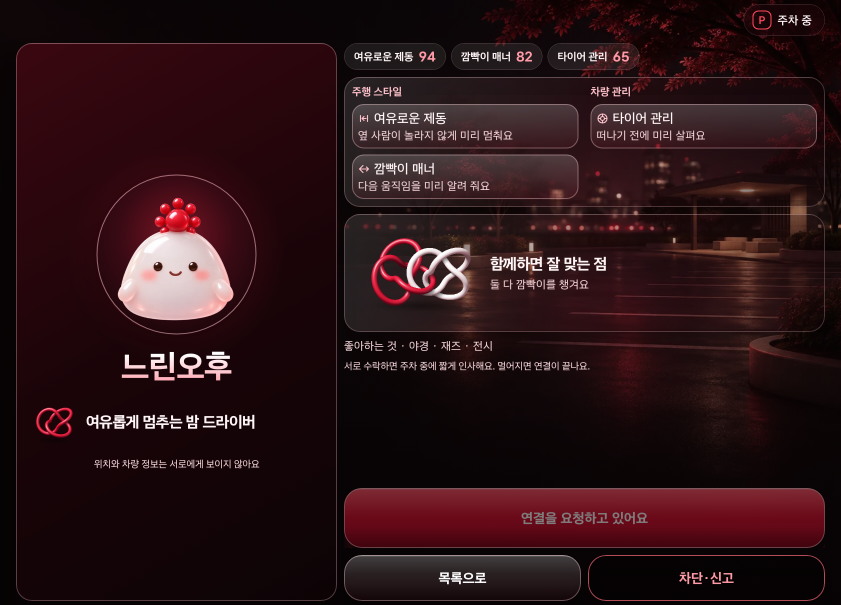 P 주차 중
여유로운 제동 94 깜빡이 매너 82 타이어 관리 65
주행 스타일
여유로운 제동
옆 사람이 놀라지 않게 미리 멈춰요
깜빡이 매너
다음 움직임을 미리 알려 줘요
차량 관리
타이어 관리
떠나기 전에 미리 살펴요
함께하면 잘 맞는 점
둘 다 깜빡이를 챙겨요
좋아하는 것 · 야경 · 재즈 · 전시
서로 수락하면 주차 중에 짧게 인사해요. 멀어지면 연결이 끝나요.
느린오후
여유롭게 멈추는 밤 드라이버
위치와 차량 정보는 서로에게 보이지 않아요
연결을 요청하고 있어요
목록으로
차단·신고